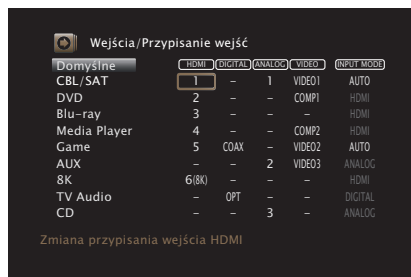 Wejścia/Przypisanie wejść
Domyślne HDMI DIGITAL ANALOG VIDEO INPUT MODE
CBL/SAT 1 – 1 VIDEO1 AUTO
DVD 2 – – COMP1 HDMI
Blu-ray 3 – – – HDMI
Media Player 4 – – COMP2 HDMI
Game 5 COAX – VIDEO2 AUTO
AUX – – 2 VIDEO3 ANALOG
8K 6(8K) – – – HDMI
TV Audio – OPT – – DIGITAL
CD – – 3 – ANALOG
Zmiana przypisania wejścia HDMI